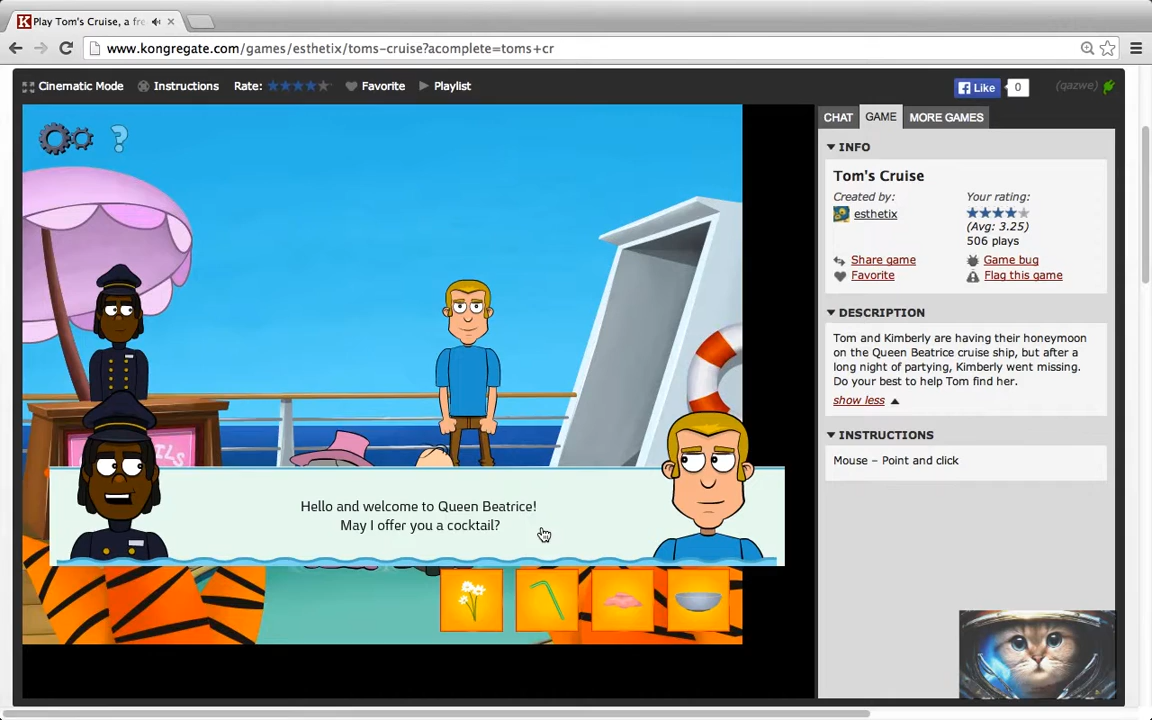 Play Tom's Cruise, a fre
www.kongregate.com/games/esthetix/toms-cruise?acomplete=toms+cr
Cinematic Mode Instructions Rate: Favorite Playlist
Like 0 (qazwe)
CHAT GAME MORE GAMES
INFO
Tom's Cruise
Created by: Your rating:
esthetix
(Avg: 3.25)
506 plays
Share game Game bug
Favorite Flag this game
DESCRIPTION
Tom and Kimberly are having their honeymoon
on the Queen Beatrice cruise ship, but after a
long night of partying, Kimberly went missing.
Do your best to help Tom find her.
show less
INSTRUCTIONS
Mouse – Point and click
Hello and welcome to Queen Beatrice!
May I offer you a cocktail?